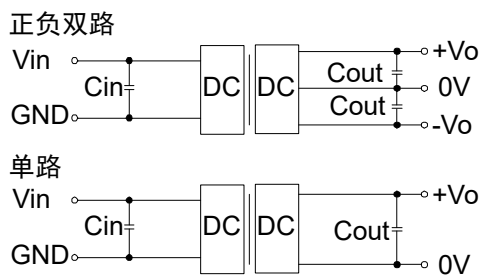 正负双路
Vin
Cin
GND
DC DC
Cout
Cout
+Vo
0V
-Vo
单路
Vin
Cin
GND
DC DC
Cout
+Vo
0V